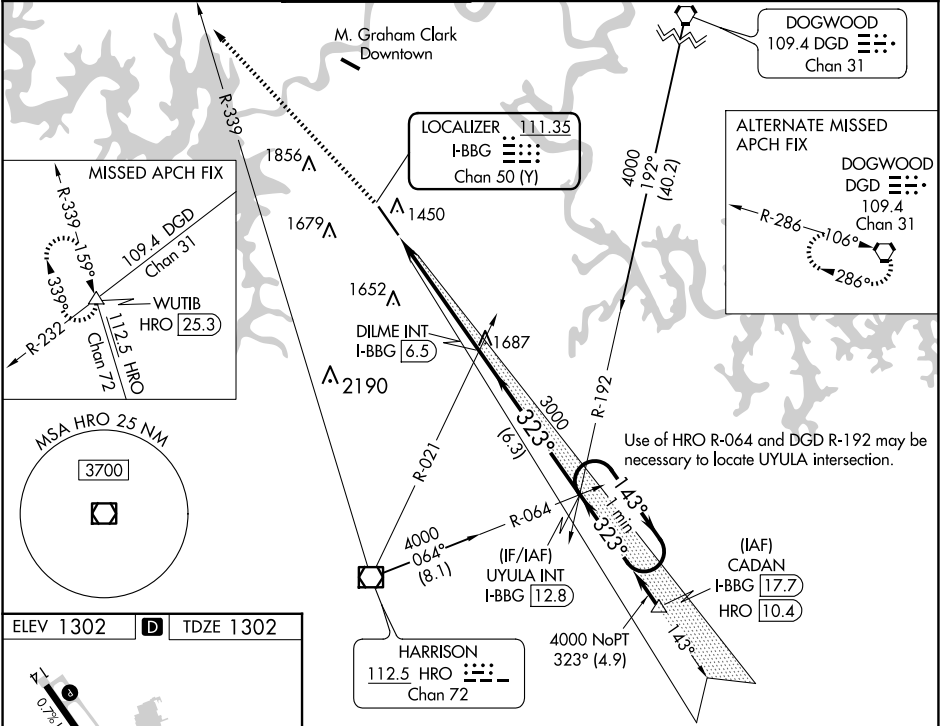 M. Graham Clark
Downtown
DOGWOOD
109.4 DGD
Chan 31
R-339
LOCALIZER 111.35
I-BBG
Chan 50 (Y)
4000
192°
(40.2)
ALTERNATE MISSED
APCH FIX
DOGWOOD
DGD
109.4
Chan 31
R-286
106°
286°
1856
1450
1679
MISSED APCH FIX
R-339
159°
339°
109.4 DGD
Chan 31
WUTIB
HRO 25.3
R-232
112.5 HRO
Chan 72
1652
DILME INT
I-BBG 6.5
1687
2190
R-192
3000
323°
(6.3)
R-021
MSA HRO 25 NM
3700
Use of HRO R-064 and DGD R-192 may be
necessary to locate UYULA intersection.
143°
1 min
323°
4000
064°
(8.1)
R-064
(IF/IAF)
UYULA INT
I-BBG 12.8
(IAF)
CADAN
I-BBG 17.7
HRO 10.4
4000 NoPT
323° (4.9)
143°
HARRISON
112.5 HRO
Chan 72
ELEV 1302
D
TDZE 1302
P